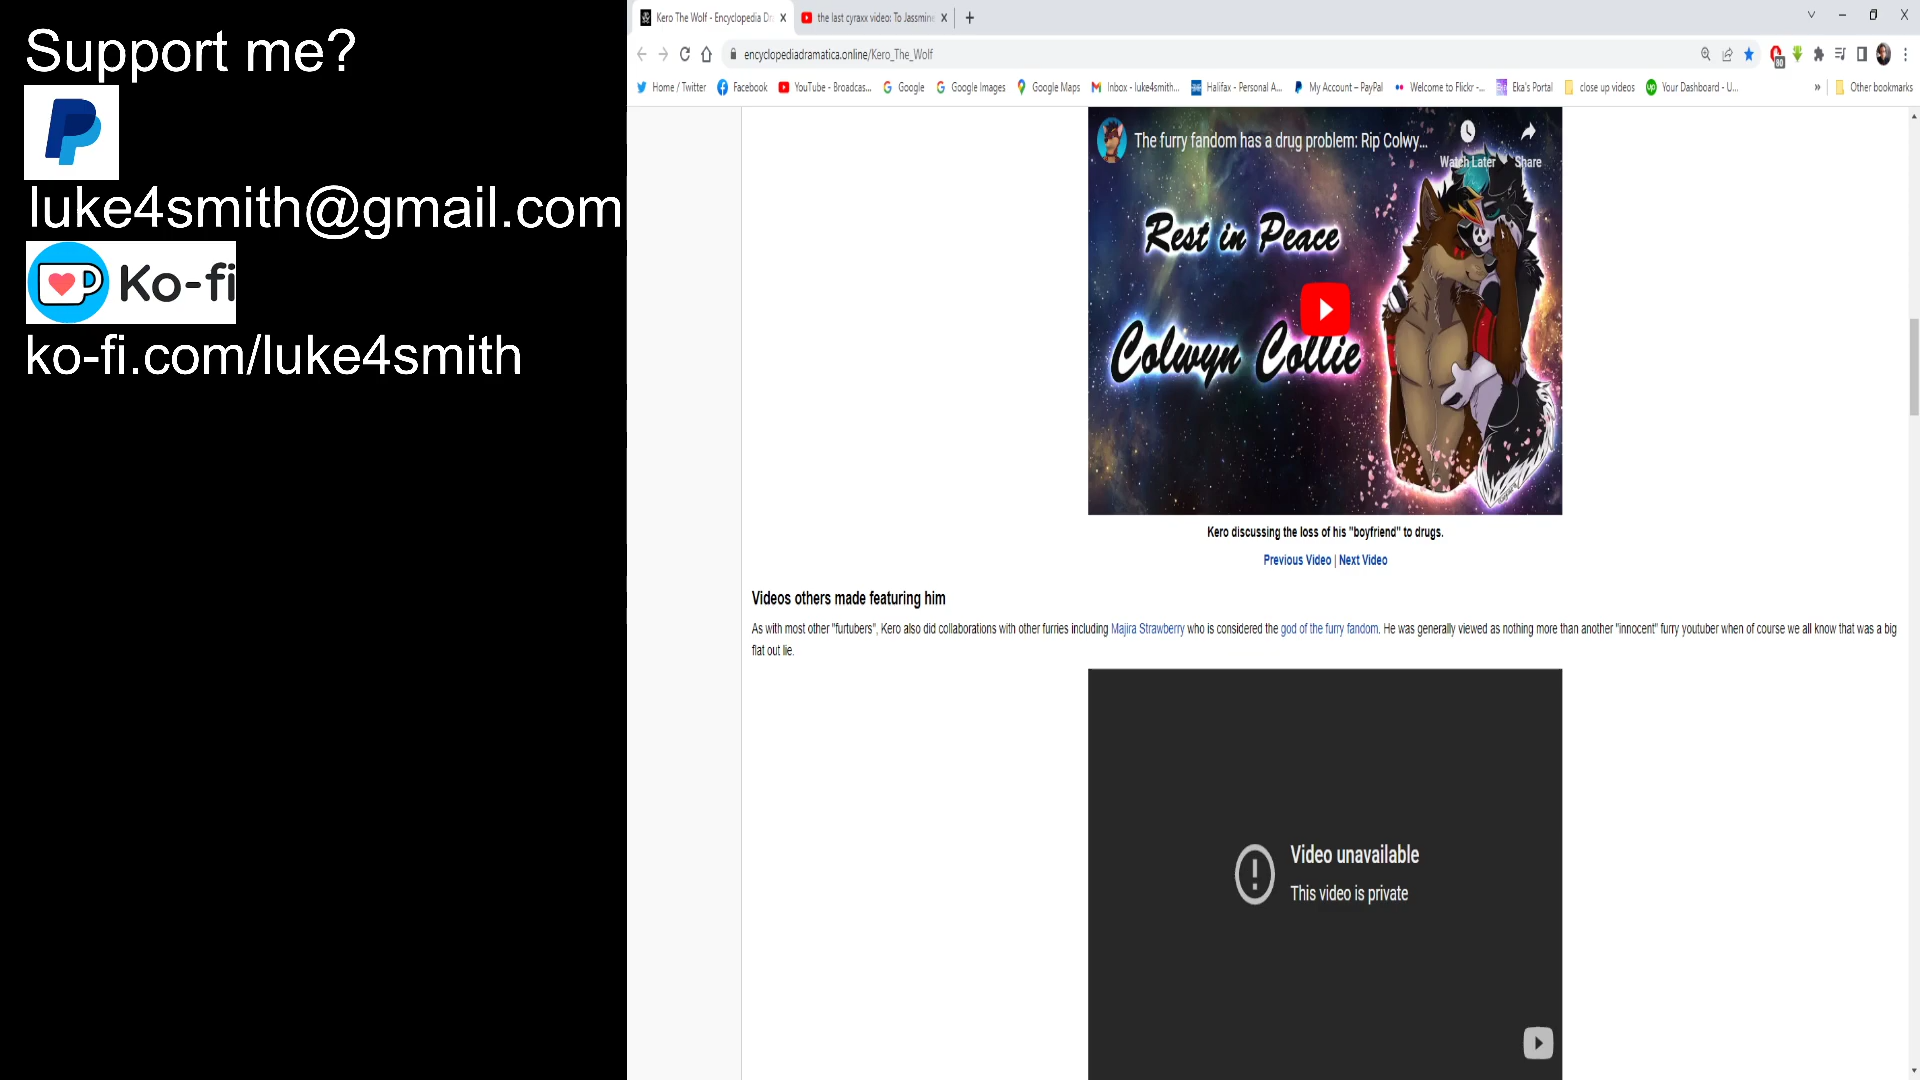 Support me?
luke4smith@gmail.com
Ko-fi
ko-fi.com/luke4smith
Kero The Wolf - Encyclopedia Dr
the last cyraxx video: To Jassmine
encyclopediadramatica.online/Kero_The_Wolf
80
Home / Twitter
Facebook
YouTube - Broadcas...
Google
Google Images
Google Maps
Inbox - luke4smith...
Halifax - Personal A...
My Account – PayPal
Welcome to Flickr -...
Eka's Portal
close up videos
Your Dashboard - U...
»
Other bookmarks
The furry fandom has a drug problem: Rip Colwy...
Watch Later
Share
Rest in Peace
Colwyn Collie
Kero discussing the loss of his "boyfriend" to drugs.
Previous Video | Next Video
Videos others made featuring him
As with most other "furtubers", Kero also did collaborations with other furries including Majira Strawberry who is considered the god of the furry fandom. He was generally viewed as nothing more than another "innocent" furry youtuber when of course we all know that was a big
flat out lie.
Video unavailable
This video is private